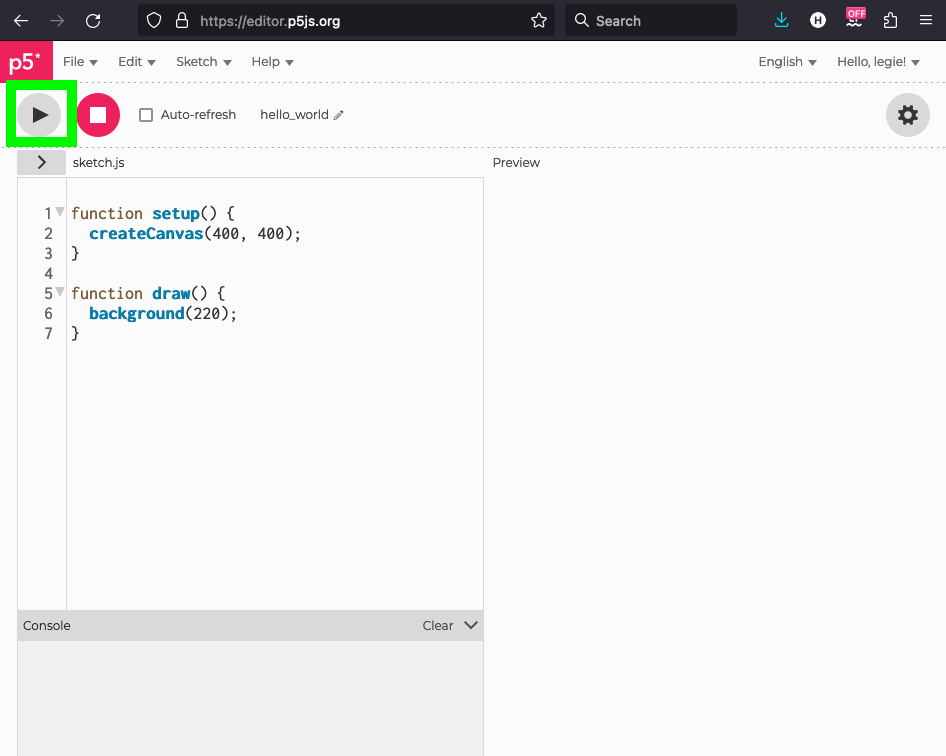 https://editor.p5js.org
Search
H
OFF
p5*
File
Edit
Sketch
Help
English
Hello, legie!
Auto-refresh
hello_world
sketch.js
Preview
1 function setup() {
2   createCanvas(400, 400);
3 }
4
5 function draw() {
6   background(220);
7 }
Console
Clear